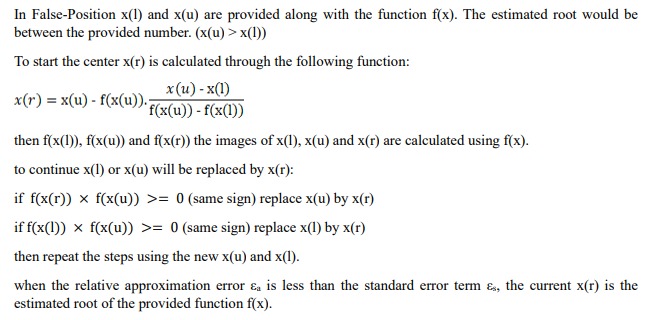 In False-Position x(l) and x(u) are provided along with the function f(x). The estimated root would be
between the provided number. (x(u) > x(l))
To start the center x(r) is calculated through the following function:
x(r) = x(u) - f(x(u)). x(u) - x(l) / f(x(u)) - f(x(l))
then f(x(l)), f(x(u)) and f(x(r)) the images of x(l), x(u) and x(r) are calculated using f(x).
to continue x(l) or x(u) will be replaced by x(r):
if f(x(r)) × f(x(u)) >= 0 (same sign) replace x(u) by x(r)
if f(x(l)) × f(x(u)) >= 0 (same sign) replace x(l) by x(r)
then repeat the steps using the new x(u) and x(l).
when the relative approximation error εa is less than the standard error term εs, the current x(r) is the
estimated root of the provided function f(x).